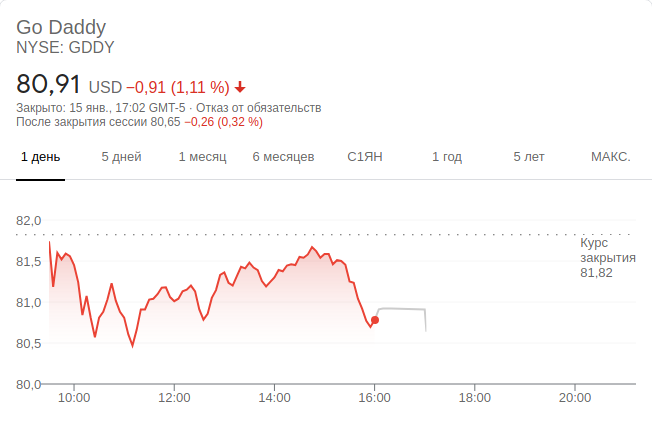 Go Daddy
NYSE: GDDY
80,91 USD −0,91 (1,11 %)
Закрыто: 15 янв., 17:02 GMT-5 · Отказ от обязательств
После закрытия сессии 80,65 −0,26 (0,32 %)
1 день 5 дней 1 месяц 6 месяцев С1ЯН 1 год 5 лет МАКС.
82,0
Курс
закрытия
81,82
81,5
81,0
80,5
80,0
10:00 12:00 14:00 16:00 18:00 20:00